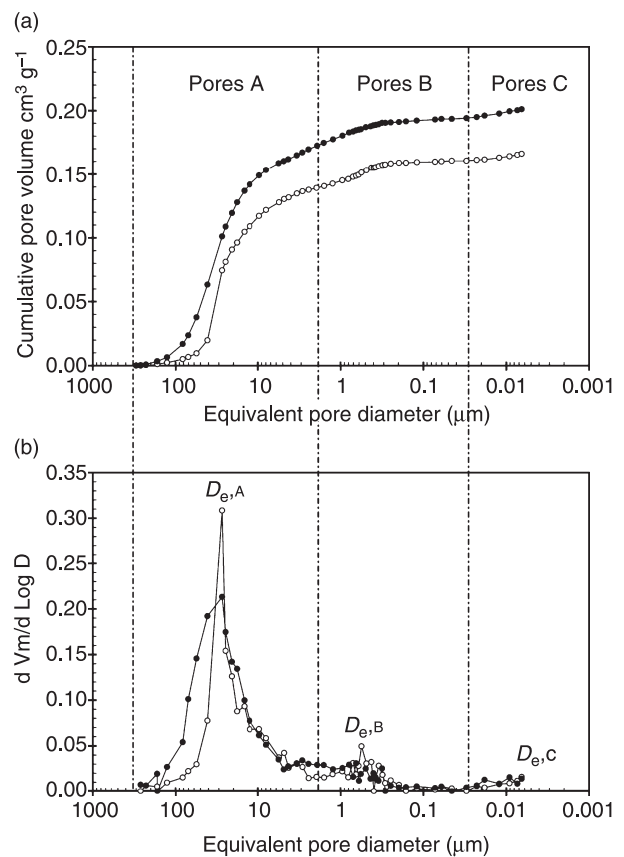 (a)
Pores A Pores B Pores C
0.25
0.20
0.15
0.10
0.05
0.00
Cumulative pore volume cm³ g⁻¹
1000 100 10 1 0.1 0.01 0.001
Equivalent pore diameter (μm)
(b)
0.35
0.30
0.25
0.20
0.15
0.10
0.05
0.00
d Vm/d Log D
De,A
De,B
De,c
1000 100 10 1 0.1 0.01 0.001
Equivalent pore diameter (μm)